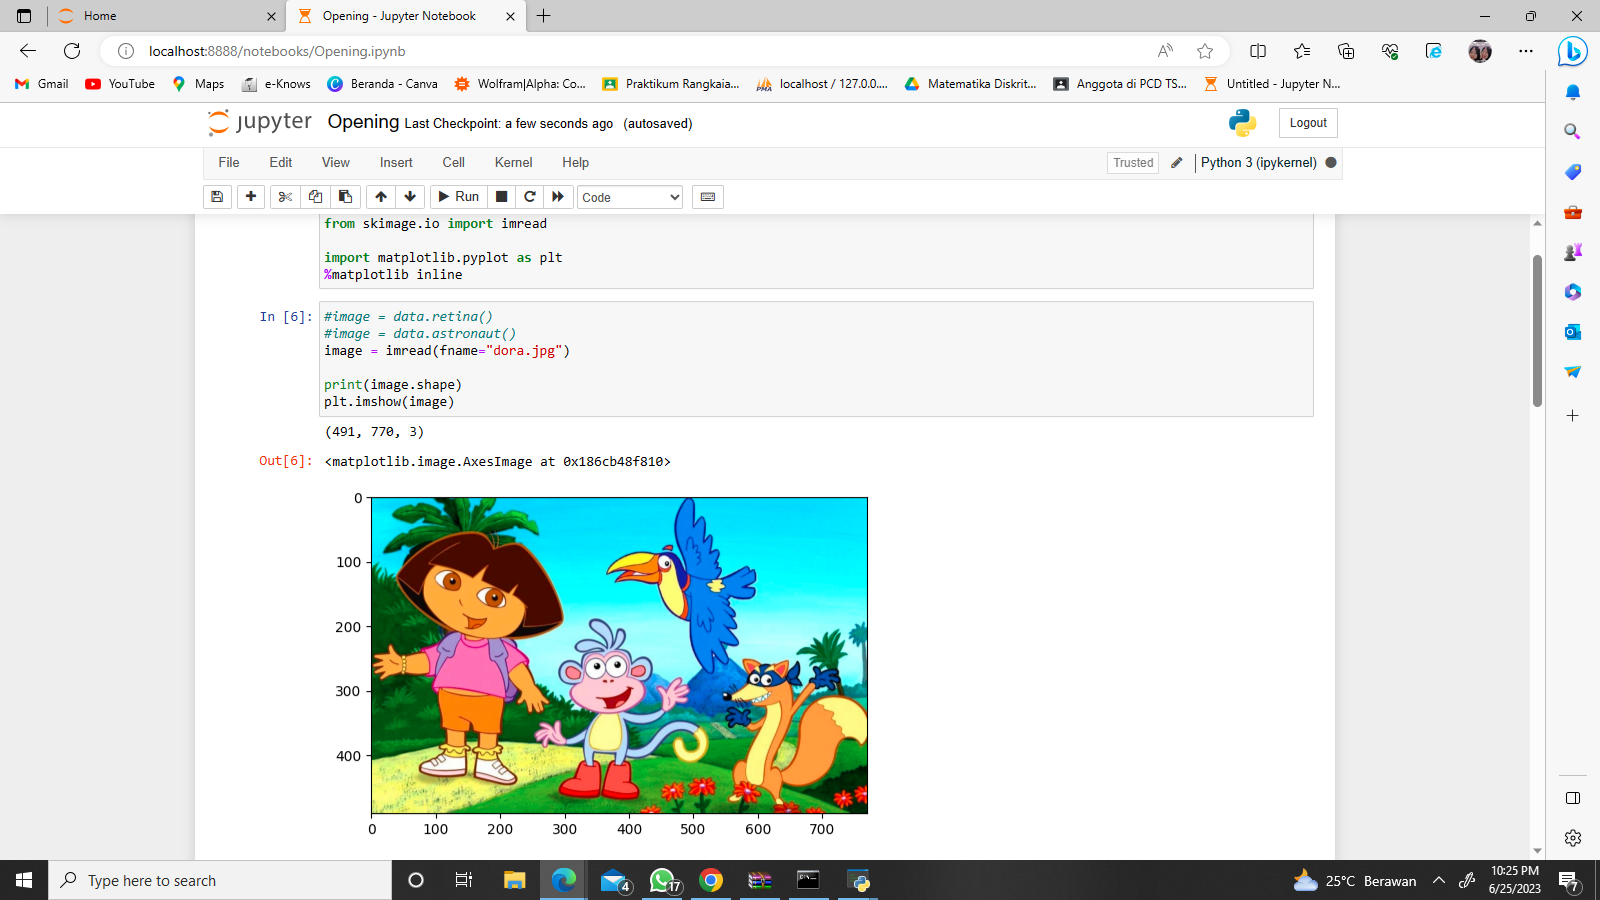 Home
Opening - Jupyter Notebook
localhost:8888/notebooks/Opening.ipynb
Gmail
YouTube
Maps
e-Knows
Beranda - Canva
Wolfram|Alpha: Co...
Praktikum Rangkaia...
localhost / 127.0.0....
Matematika Diskrit...
Anggota di PCD TS...
Untitled - Jupyter N...
jupyter Opening Last Checkpoint: a few seconds ago (autosaved)
Logout
File Edit View Insert Cell Kernel Help
Trusted
Python 3 (ipykernel)
Run
Code
from skimage.io import imread
import matplotlib.pyplot as plt
%matplotlib inline
In [6]:
#image = data.retina()
#image = data.astronaut()
image = imread(fname="dora.jpg")
print(image.shape)
plt.imshow(image)
(491, 770, 3)
Out[6]: <matplotlib.image.AxesImage at 0x186cb48f810>
0
100
200
300
400
0 100 200 300 400 500 600 700
Type here to search
4
17
25°C Berawan
10:25 PM
6/25/2023
7